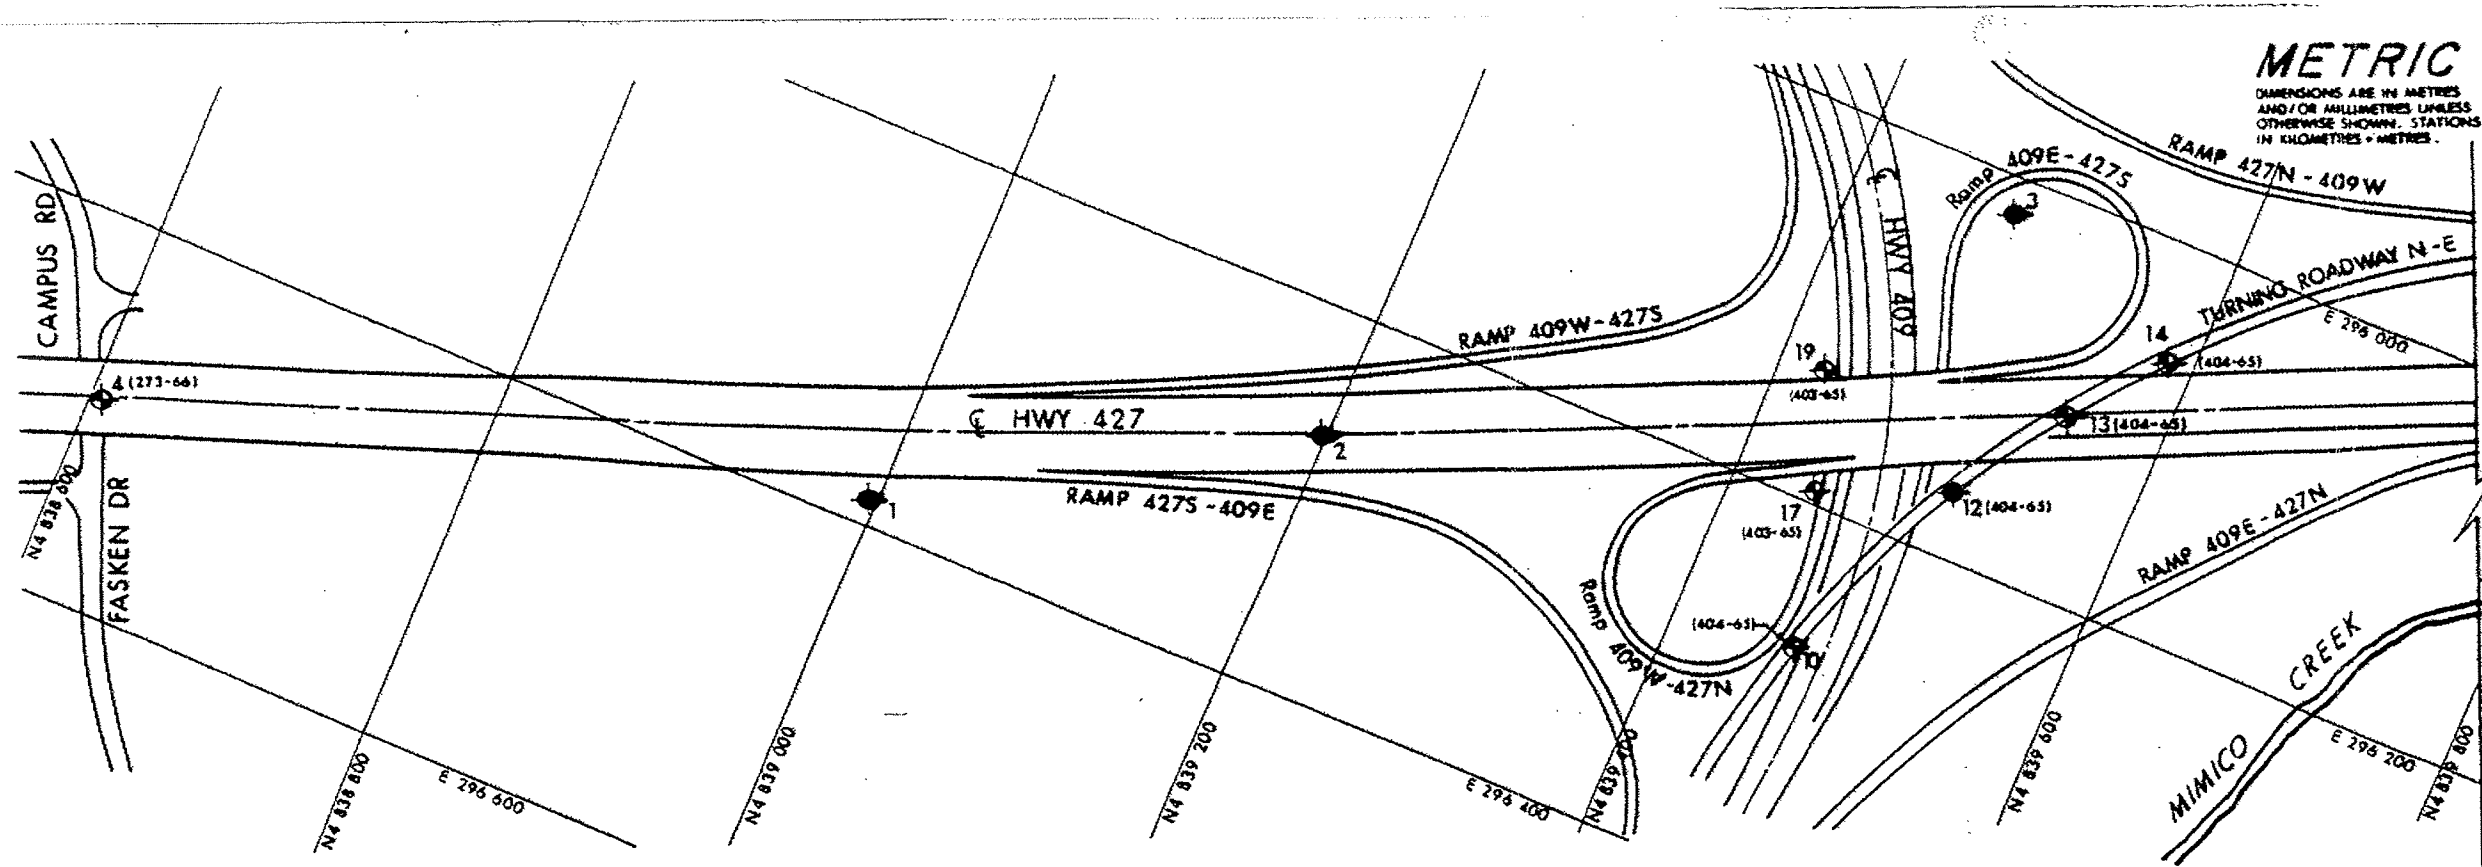 METRIC
DIMENSIONS ARE IN METRES
AND/OR MILLIMETRES UNLESS
OTHERWISE SHOWN. STATIONS
IN KILOMETRES + METRES.
RAMP 427N - 409W
Ramp 409E-427S
3
CAMPUS RD
℄ HWY 409
TURNING ROADWAY N-E
E 296 000
RAMP 409W-427S
19
(403-65)
14
(404-65)
4 (273-66)
℄ HWY 427
2
13 (404-65)
N4 838 600
FASKEN DR
1
RAMP 427S - 409E
17
(403-65)
12 (404-65)
RAMP 409E-427N
Ramp 409W-427N
(404-65)
10
MIMICO CREEK
N4 838 800
E 296 600
N4 839 000
N4 839 200
E 296 400
N4 839 400
N4 839 600
E 296 200
N4 839 800